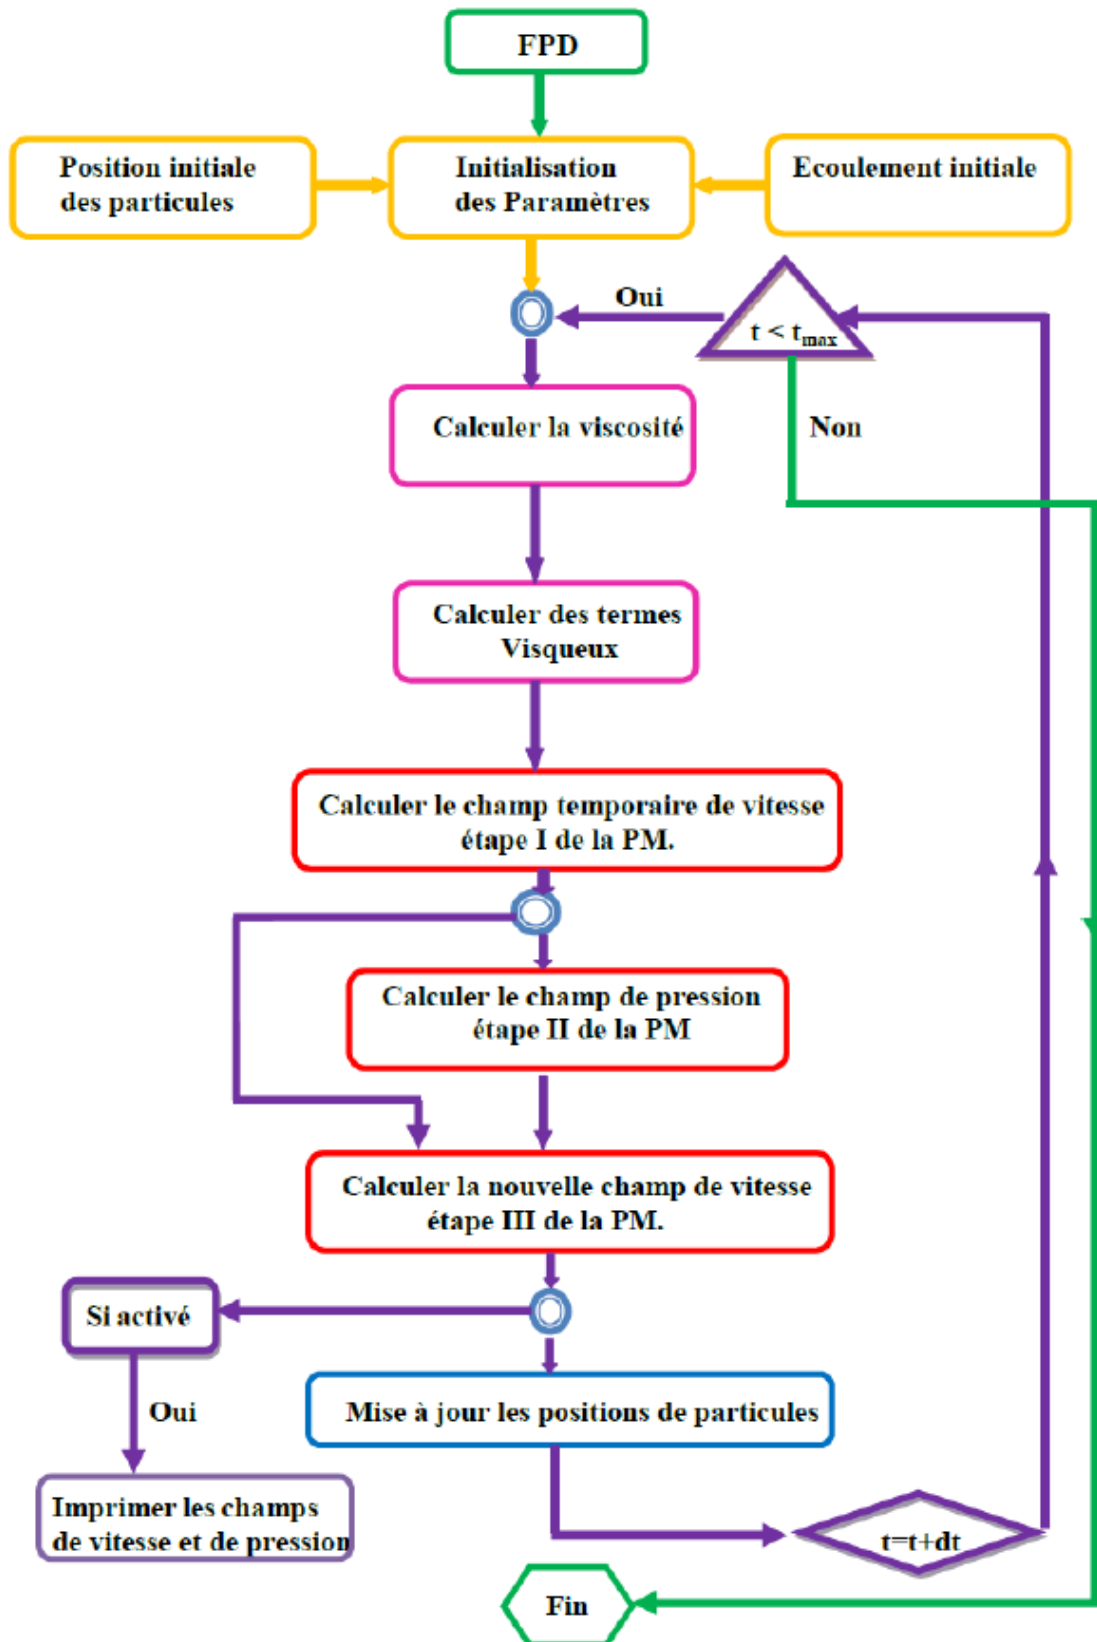 FPD
Position initiale
des particules
Initialisation
des Paramètres
Ecoulement initiale
Oui
t < tmax
Calculer la viscosité
Non
Calculer des termes
Visqueux
Calculer le champ temporaire de vitesse
étape I de la PM.
Calculer le champ de pression
étape II de la PM
Calculer la nouvelle champ de vitesse
étape III de la PM.
Si activé
Oui
Mise à jour les positions de particules
Imprimer les champs
de vitesse et de pression
t=t+dt
Fin